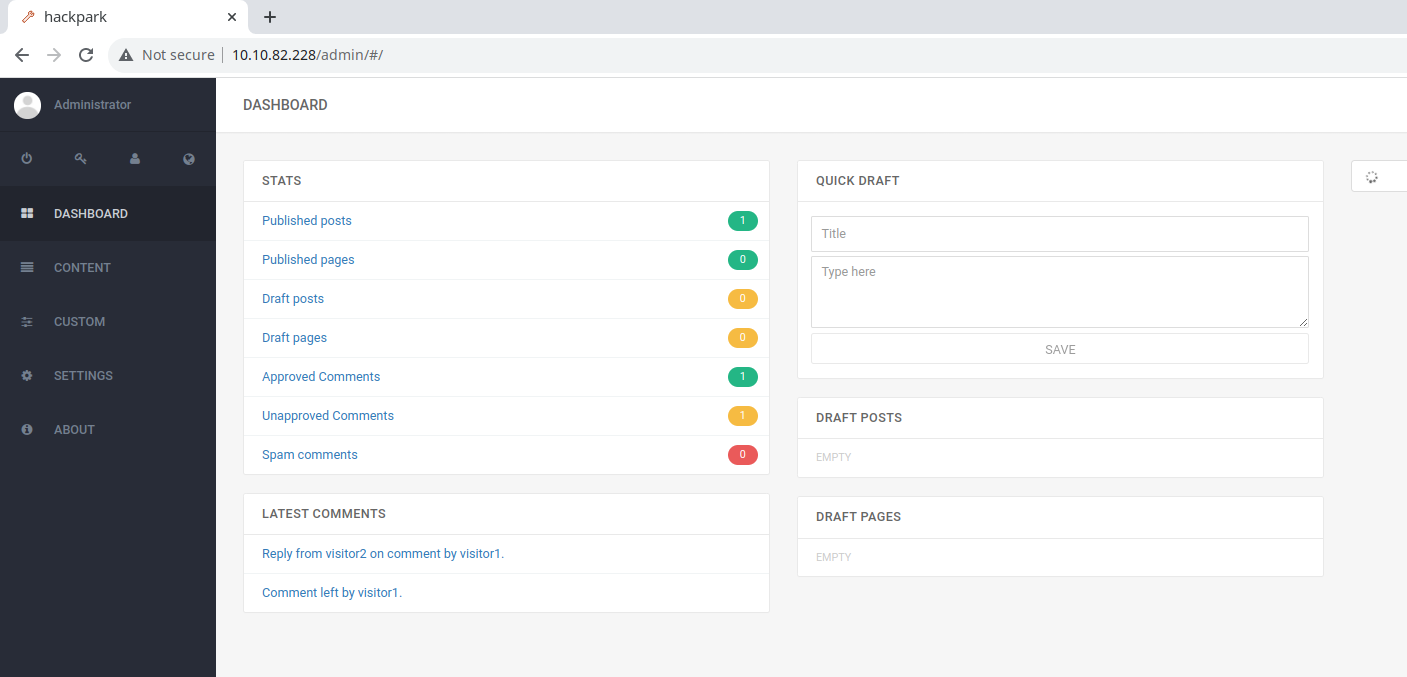 hackpark
Not secure 10.10.82.228/admin/#/
Administrator
DASHBOARD
CONTENT
CUSTOM
SETTINGS
ABOUT
DASHBOARD
STATS
Published posts 1
Published pages 0
Draft posts 0
Draft pages 0
Approved Comments 1
Unapproved Comments 1
Spam comments 0
LATEST COMMENTS
Reply from visitor2 on comment by visitor1.
Comment left by visitor1.
QUICK DRAFT
Title
Type here
SAVE
DRAFT POSTS
EMPTY
DRAFT PAGES
EMPTY